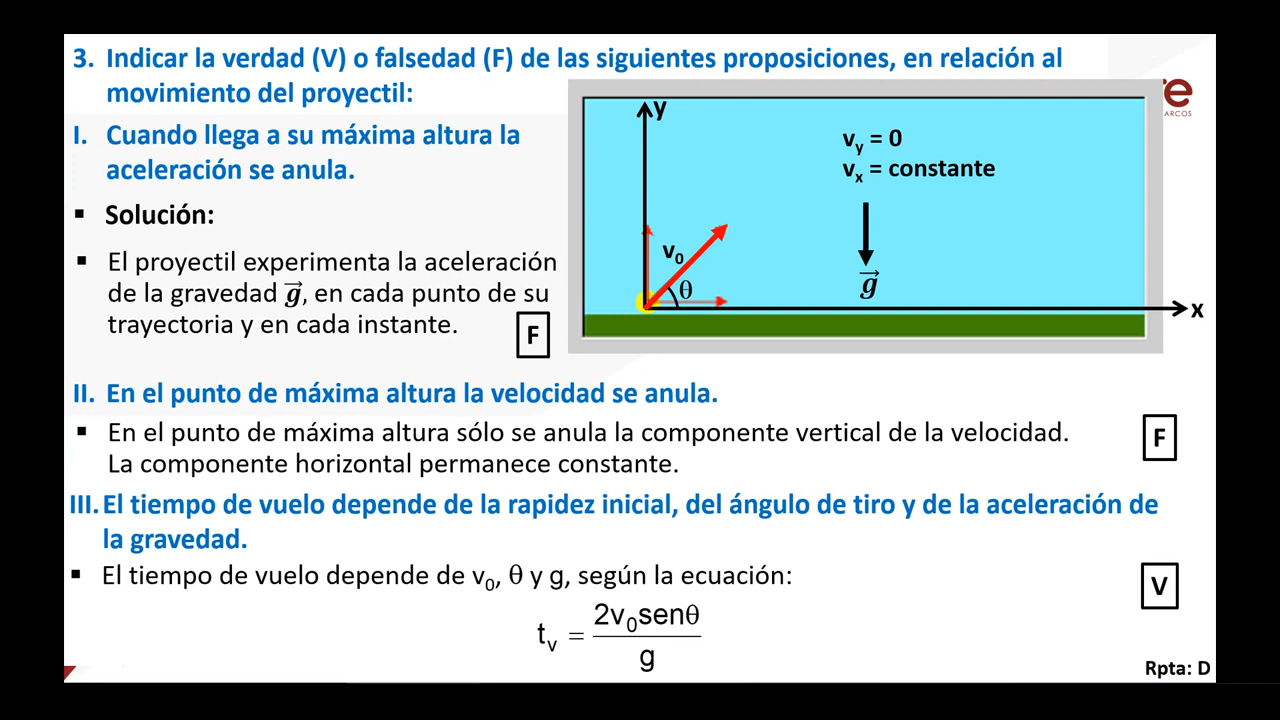 3. Indicar la verdad (V) o falsedad (F) de las siguientes proposiciones, en relación al
movimiento del proyectil:
I. Cuando llega a su máxima altura la
aceleración se anula.
▪ Solución:
▪ El proyectil experimenta la aceleración
de la gravedad g⃗, en cada punto de su
trayectoria y en cada instante.
F
y
vy = 0
vx = constante
v0
θ
g⃗
x
ARCOS
II. En el punto de máxima altura la velocidad se anula.
▪ En el punto de máxima altura sólo se anula la componente vertical de la velocidad.
La componente horizontal permanece constante.
F
III. El tiempo de vuelo depende de la rapidez inicial, del ángulo de tiro y de la aceleración de
la gravedad.
▪ El tiempo de vuelo depende de v0, θ y g, según la ecuación:
V
tv = 2v0senθ / g
Rpta: D